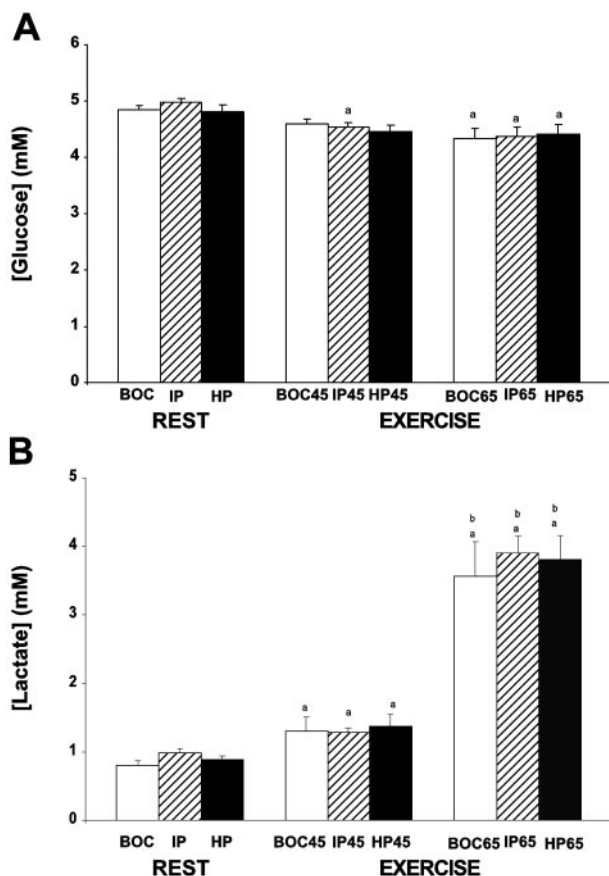 A
[Glucose] (mM)
6
5
4
3
2
1
0
a
a a a
BOC IP HP BOC45 IP45 HP45 BOC65 IP65 HP65
REST EXERCISE
B
[Lactate] (mM)
5
4
3
2
1
0
b b b
a a a
a a a
BOC IP HP BOC45 IP45 HP45 BOC65 IP65 HP65
REST EXERCISE